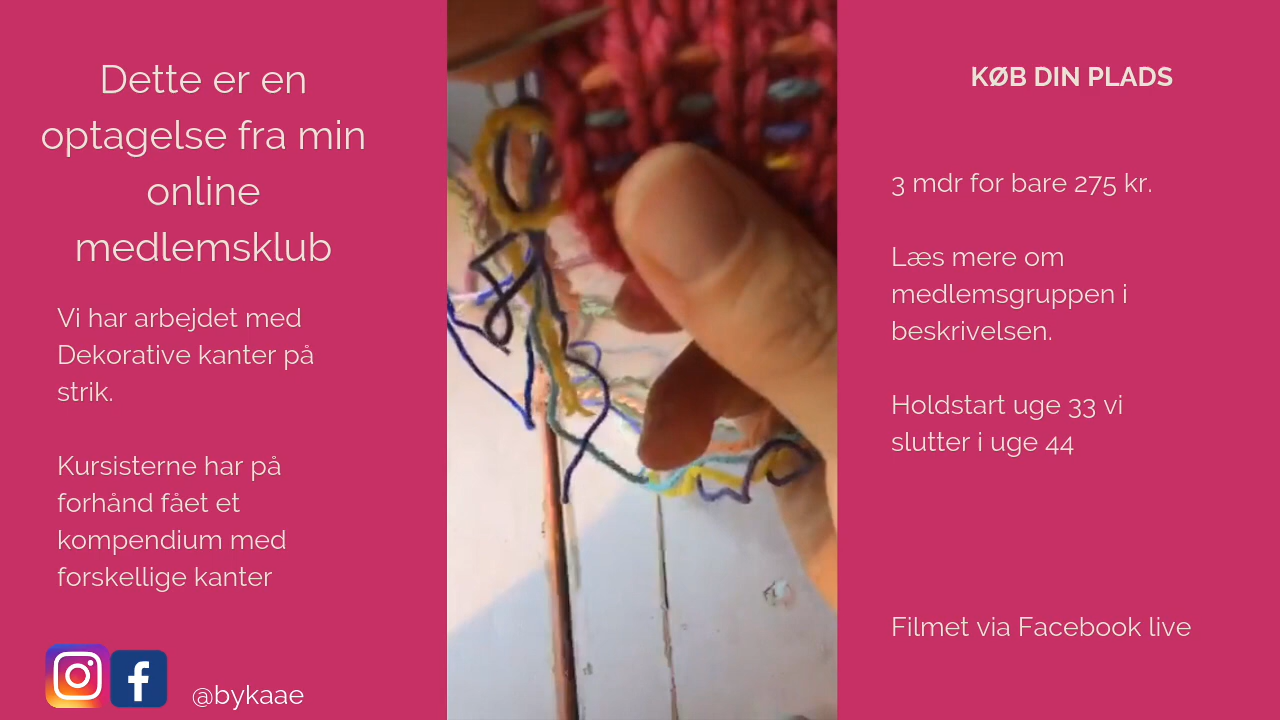 Dette er en
optagelse fra min
online
medlemsklub
Vi har arbejdet med
Dekorative kanter på
strik.
Kursisterne har på
forhånd fået et
kompendium med
forskellige kanter
@bykaae
KØB DIN PLADS
3 mdr for bare 275 kr.
Læs mere om
medlemsgruppen i
beskrivelsen.
Holdstart uge 33 vi
slutter i uge 44
Filmet via Facebook live